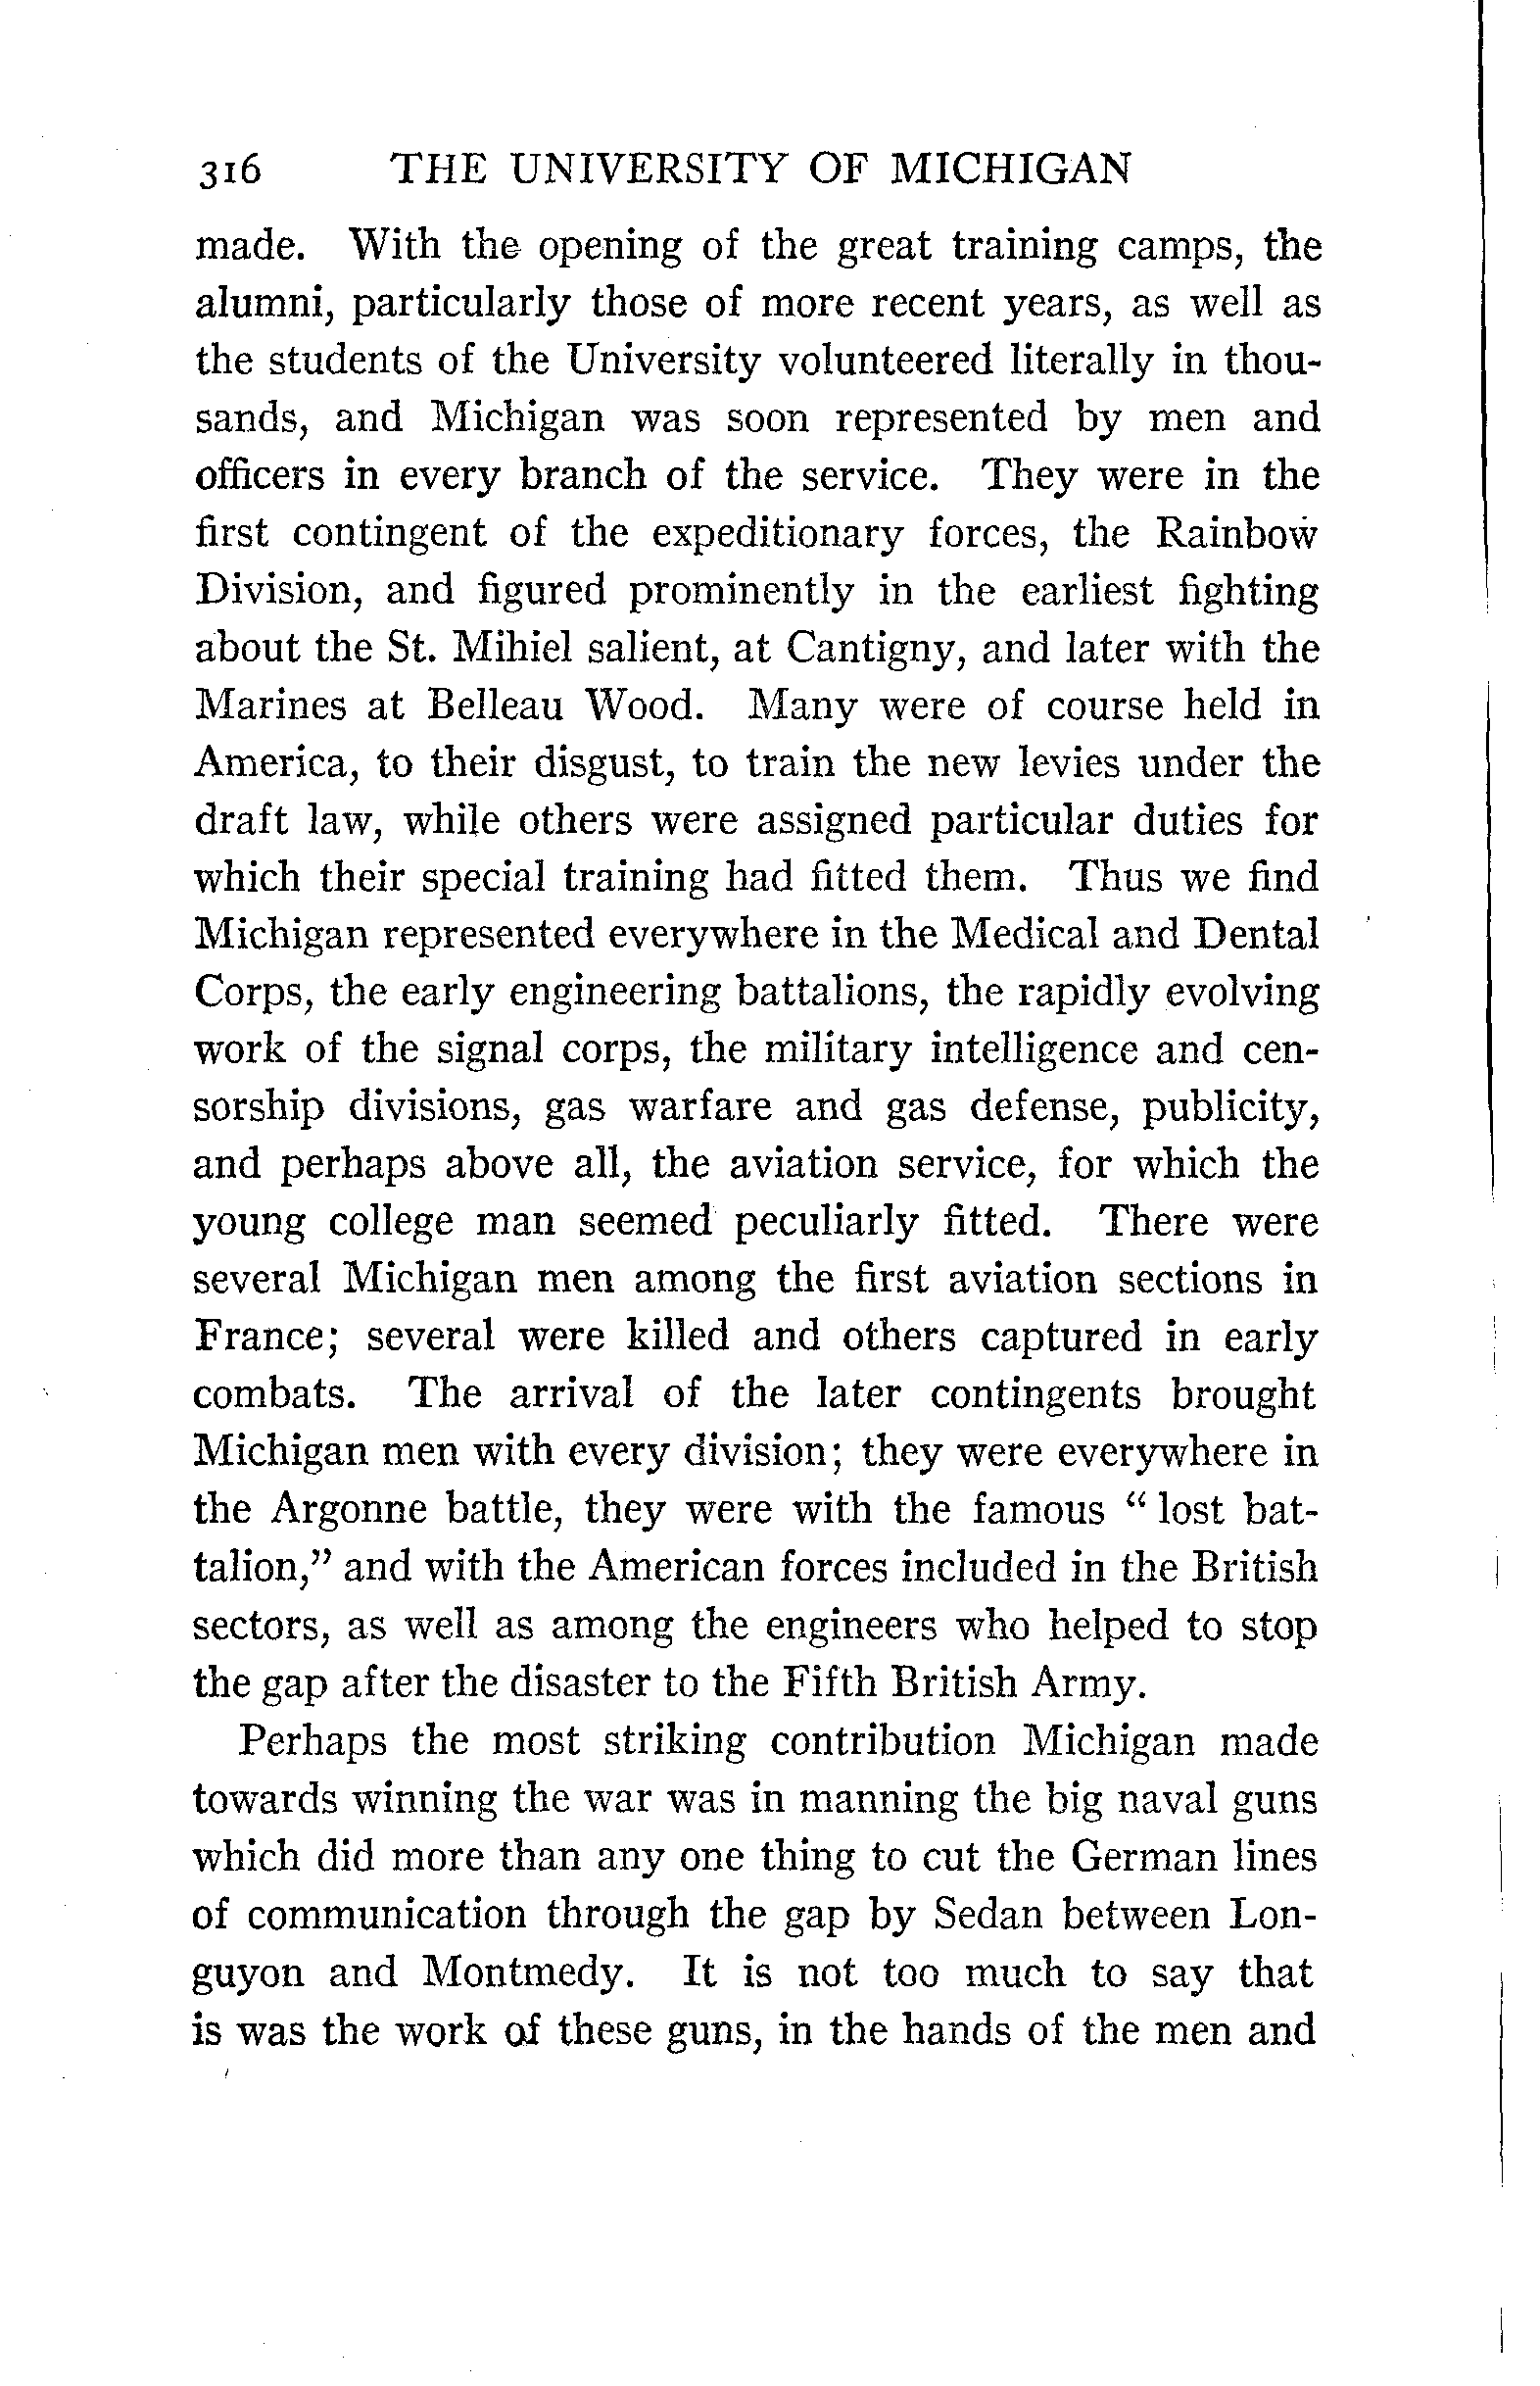 316 THE UNIVERSITY OF MICHIGAN
made. With the opening of the great training camps, the
alumni, particularly those of more recent years, as well as
the students of the University volunteered literally in thou-
sands, and Michigan was soon represented by men and
officers in every branch of the service. They were in the
first contingent of the expeditionary forces, the Rainbow
Division, and figured prominently in the earliest fighting
about the St. Mihiel salient, at Cantigny, and later with the
Marines at Belleau Wood. Many were of course held in
America, to their disgust, to train the new levies under the
draft law, while others were assigned particular duties for
which their special training had fitted them. Thus we find
Michigan represented everywhere in the Medical and Dental
Corps, the early engineering battalions, the rapidly evolving
work of the signal corps, the military intelligence and cen-
sorship divisions, gas warfare and gas defense, publicity,
and perhaps above all, the aviation service, for which the
young college man seemed peculiarly fitted. There were
several Michigan men among the first aviation sections in
France; several were killed and others captured in early
combats. The arrival of the later contingents brought
Michigan men with every division; they were everywhere in
the Argonne battle, they were with the famous “ lost bat-
talion,” and with the American forces included in the British
sectors, as well as among the engineers who helped to stop
the gap after the disaster to the Fifth British Army.
Perhaps the most striking contribution Michigan made
towards winning the war was in manning the big naval guns
which did more than any one thing to cut the German lines
of communication through the gap by Sedan between Lon-
guyon and Montmedy. It is not too much to say that
is was the work of these guns, in the hands of the men and